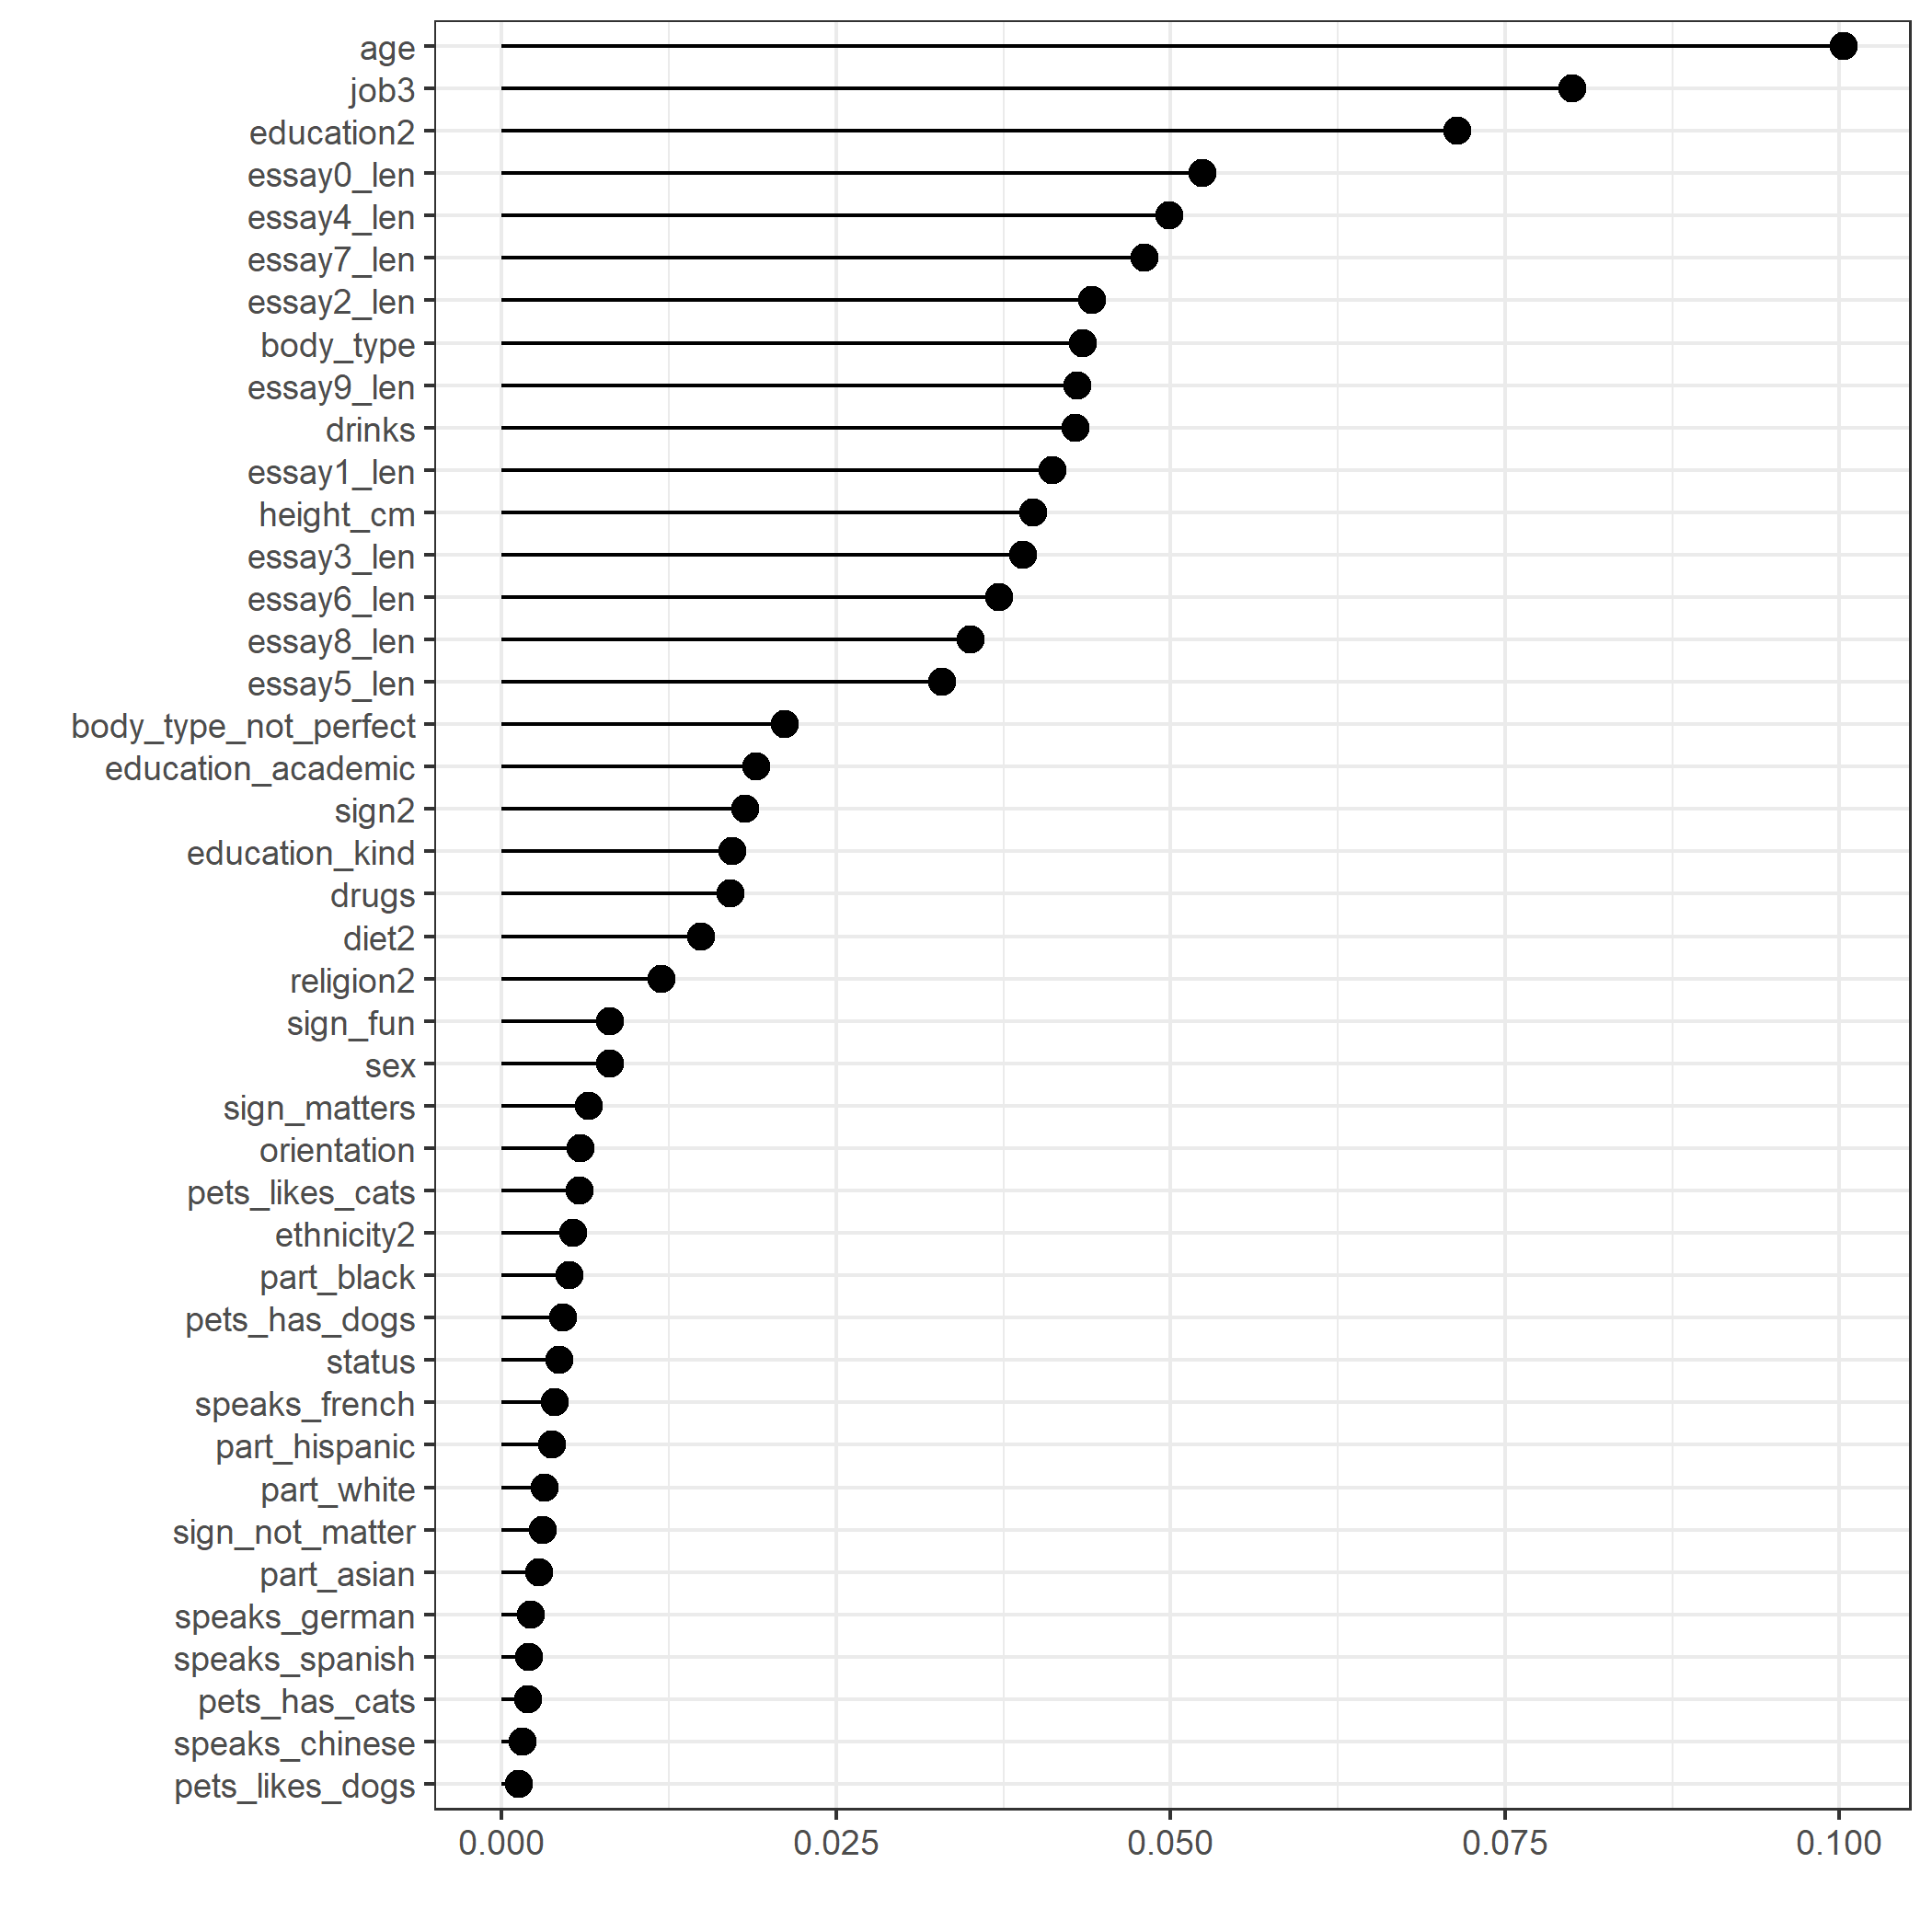 age
job3
education2
essay0_len
essay4_len
essay7_len
essay2_len
body_type
essay9_len
drinks
essay1_len
height_cm
essay3_len
essay6_len
essay8_len
essay5_len
body_type_not_perfect
education_academic
sign2
education_kind
drugs
diet2
religion2
sign_fun
sex
sign_matters
orientation
pets_likes_cats
ethnicity2
part_black
pets_has_dogs
status
speaks_french
part_hispanic
part_white
sign_not_matter
part_asian
speaks_german
speaks_spanish
pets_has_cats
speaks_chinese
pets_likes_dogs
0.000 0.025 0.050 0.075 0.100